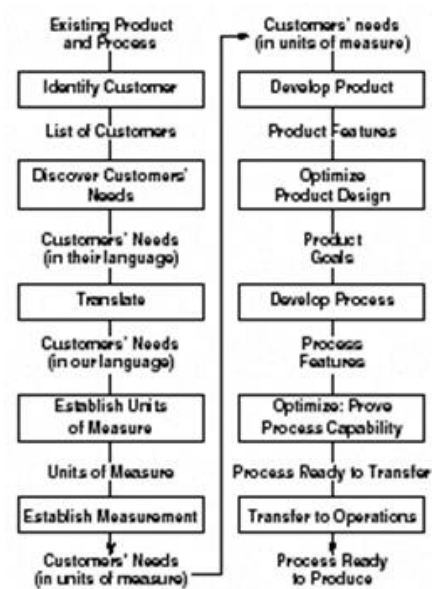 Existing Product
and Process
Identify Customer
List of Customers
Discover Customers'
Needs
Customers' Needs
(in their language)
Translate
Customers' Needs
(in our language)
Establish Units
of Measure
Units of Measure
Establish Measurement
Customers' Needs
(in units of measure)
Customers' needs
(in units of measure)
Develop Product
Product Features
Optimize
Product Design
Product
Goals
Develop Process
Process
Features
Optimize: Prove
Process Capability
Process Ready to Transfer
Transfer to Operations
Process Ready
to Produce